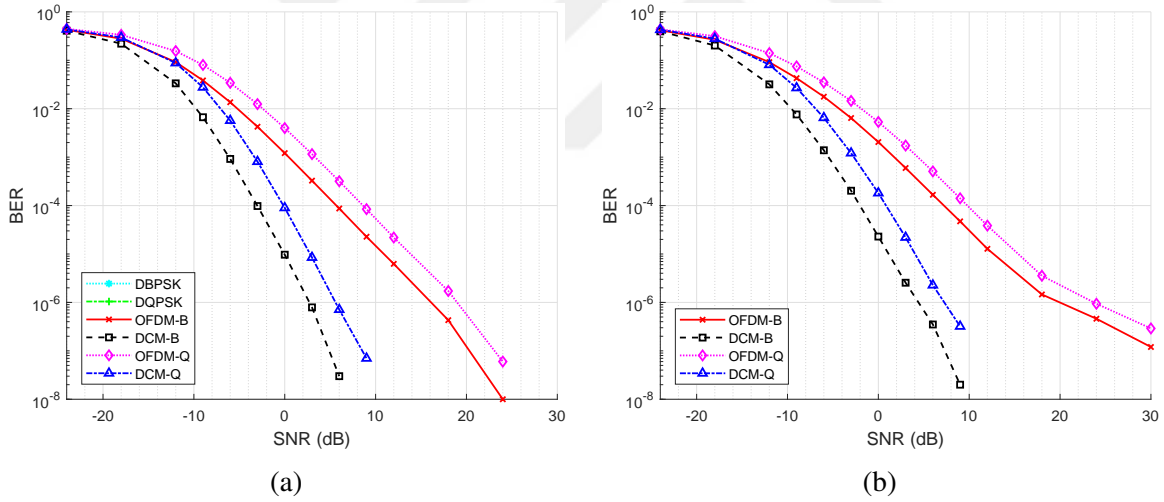 10^0
10^-2
10^-4
10^-6
10^-8
BER
DBPSK
DQPSK
OFDM-B
DCM-B
OFDM-Q
DCM-Q
-20 -10 0 10 20 30
SNR (dB)
(a)
10^0
10^-2
10^-4
10^-6
10^-8
BER
OFDM-B
DCM-B
OFDM-Q
DCM-Q
-20 -10 0 10 20 30
SNR (dB)
(b)